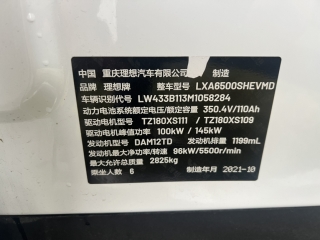 中国 重庆理想汽车有限公司 制造
品牌 理想牌 整车型号 LXA6500SHEVMD
车辆识别代号 LW433B113M1058284
动力电池系统额定电压/额定容量 350.4V/110Ah
驱动电机型号 TZ180XS111 / TZ180XS109
驱动电机峰值功率 100kW / 145kW
发动机型号 DAM12TD 发动机排量 1199mL
发动机最大净功率/转速 96kW/5500r/min
最大允许总质量 2825kg
乘坐人数 6 制造年月 2021-10